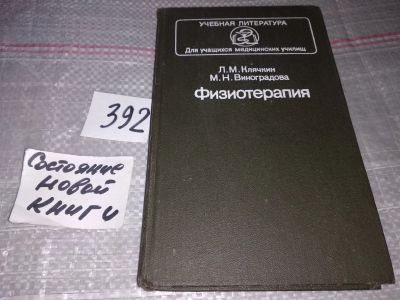 УЧЕБНАЯ ЛИТЕРАТУРА
Для учащихся медицинских училищ
Л.М.Клячкин
М.Н.Виноградова
Физиотерапия
392
Состояние
новой
книги